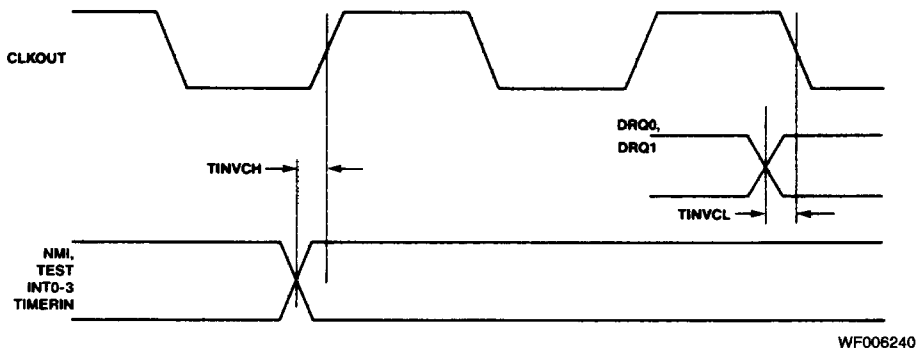 CLKOUT
DRQ0,
DRQ1
TINVCH
TINVCL
NMI,
TEST
INT0-3
TIMERIN
WF006240